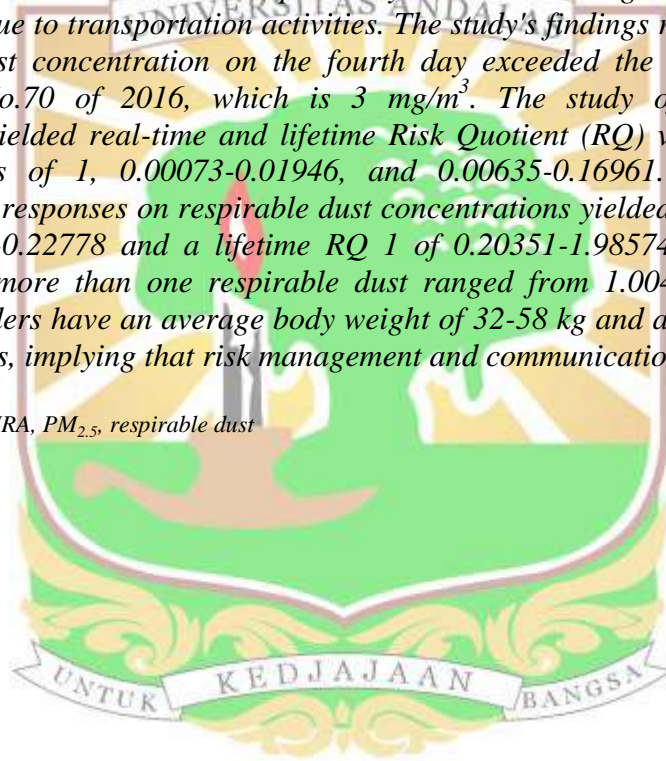 UNIVERSITAS ANDAL
ue to transportation activities. The study's findings r
st concentration on the fourth day exceeded the
o.70 of 2016, which is 3 mg/m³. The study o
ielded real-time and lifetime Risk Quotient (RQ) v
s of 1, 0.00073-0.01946, and 0.00635-0.16961.
responses on respirable dust concentrations yielded
-0.22778 and a lifetime RQ 1 of 0.20351-1.98574
more than one respirable dust ranged from 1.004
lers have an average body weight of 32-58 kg and a
s, implying that risk management and communicatio
RA, PM₂.₅, respirable dust
UNTUK KEDJAJAAN BANGSA